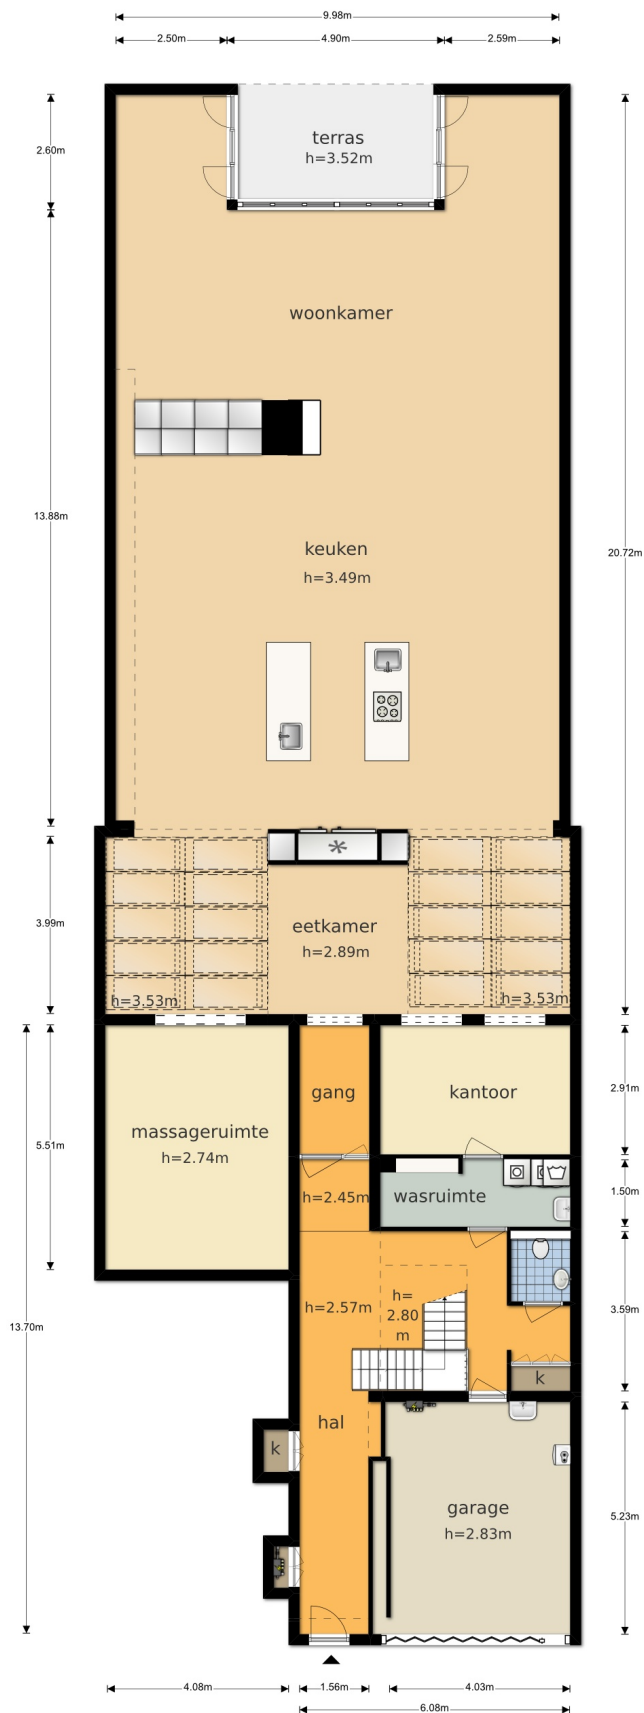 9.98m
2.50m 4.90m 2.59m
terras
h=3.52m
2.60m
woonkamer
13.88m
20.72m
keuken
h=3.49m
*
3.99m
eetkamer
h=2.89m
h=3.53m
h=3.53m
gang
kantoor
2.91m
massageruimte
h=2.74m
5.51m
h=2.45m
wasruimte
1.50m
h=2.57m
h=
2.80
m
3.59m
13.70m
k
hal
k
garage
h=2.83m
5.23m
4.08m 1.56m 4.03m
6.08m